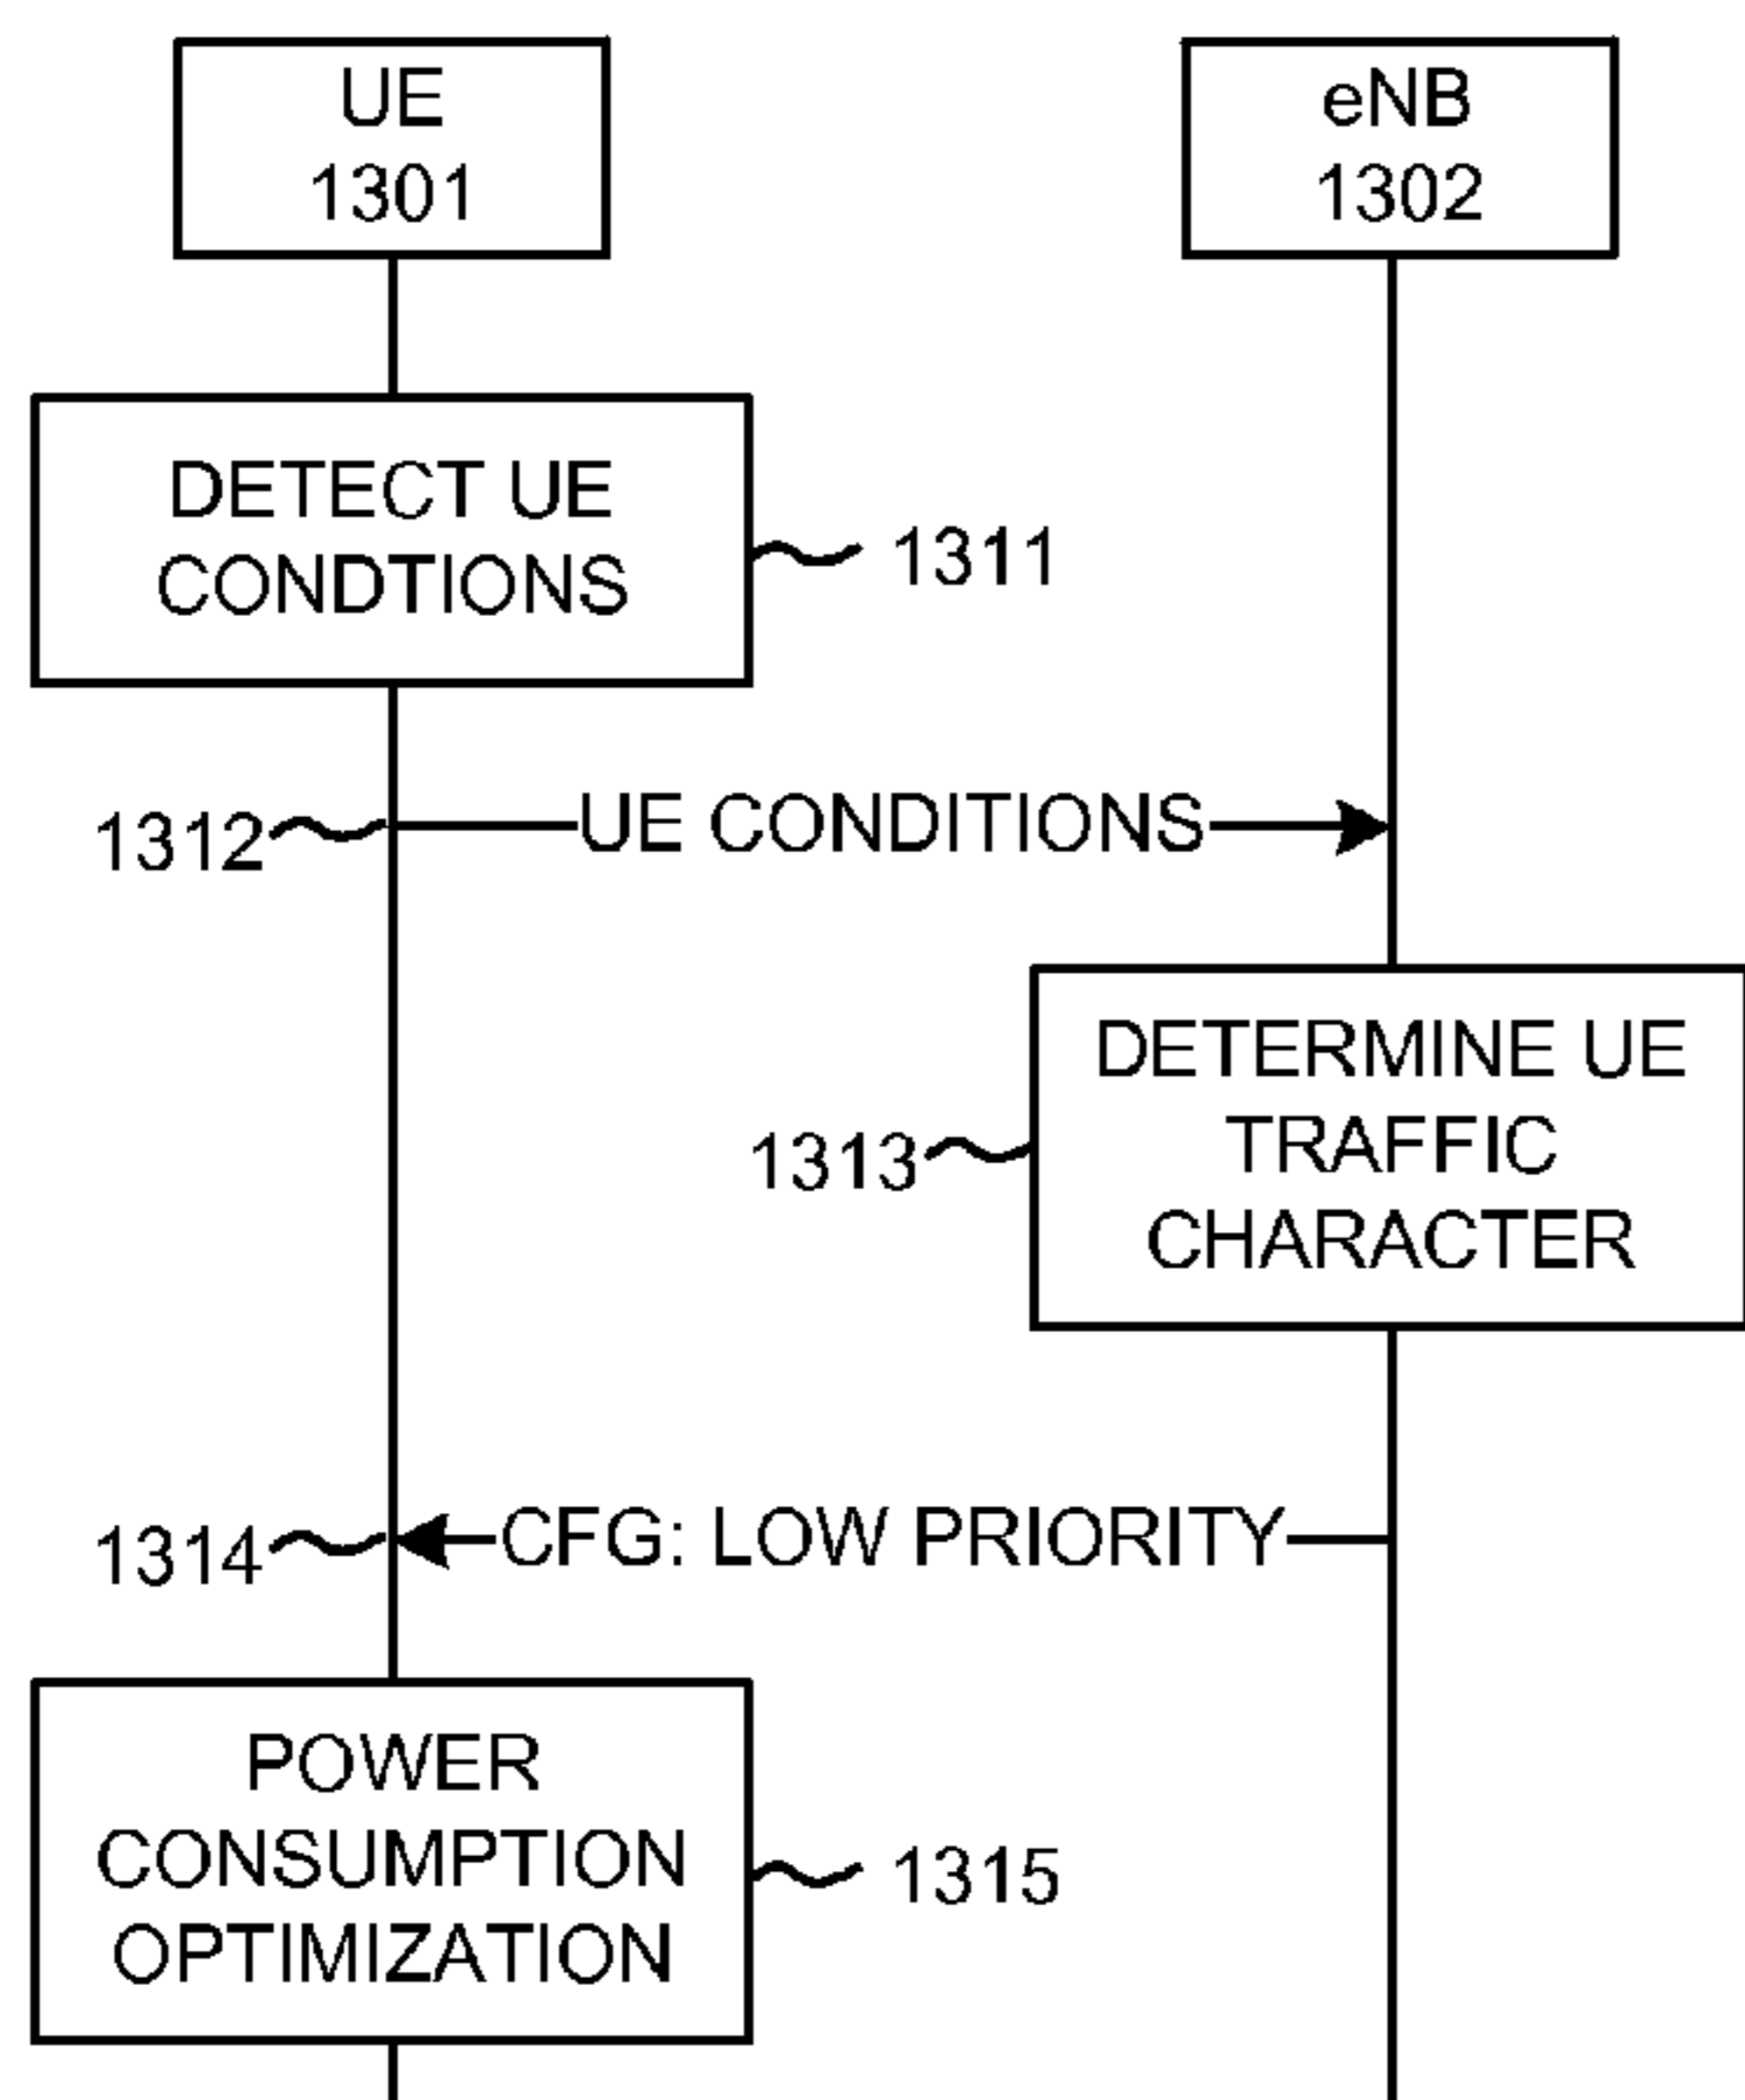 UE
1301
eNB
1302
DETECT UE
CONDTIONS
1311
1312
UE CONDITIONS
DETERMINE UE
TRAFFIC
CHARACTER
1313
1314
CFG: LOW PRIORITY
POWER
CONSUMPTION
OPTIMIZATION
1315